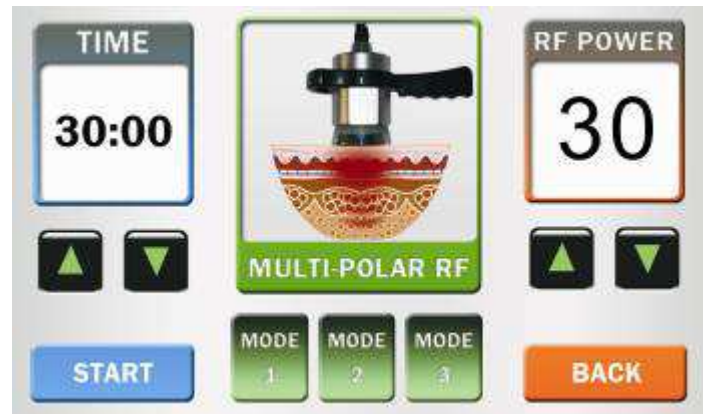 TIME
30:00
MULTI-POLAR RF
RF POWER
30
START
MODE
1
MODE
2
MODE
3
BACK